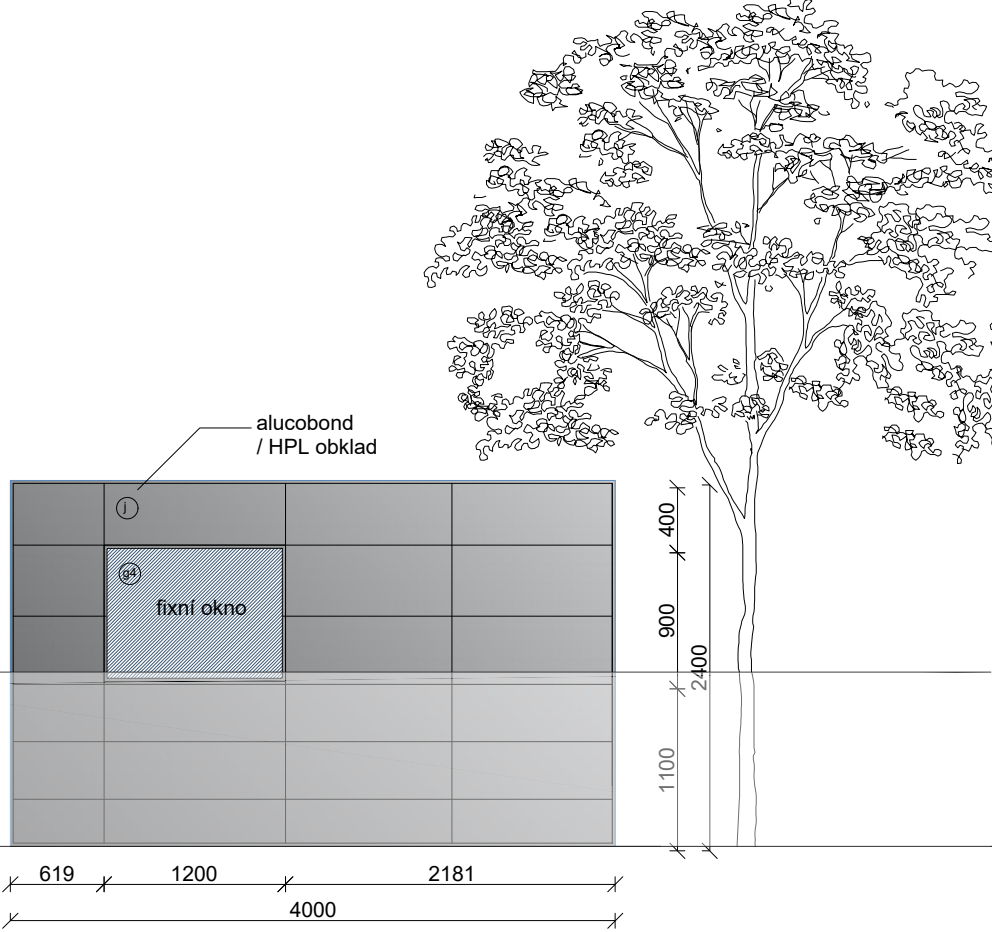 alucobond
/ HPL obklad
j
g4
fixní okno
400
900
2400
1100
619 1200 2181
4000